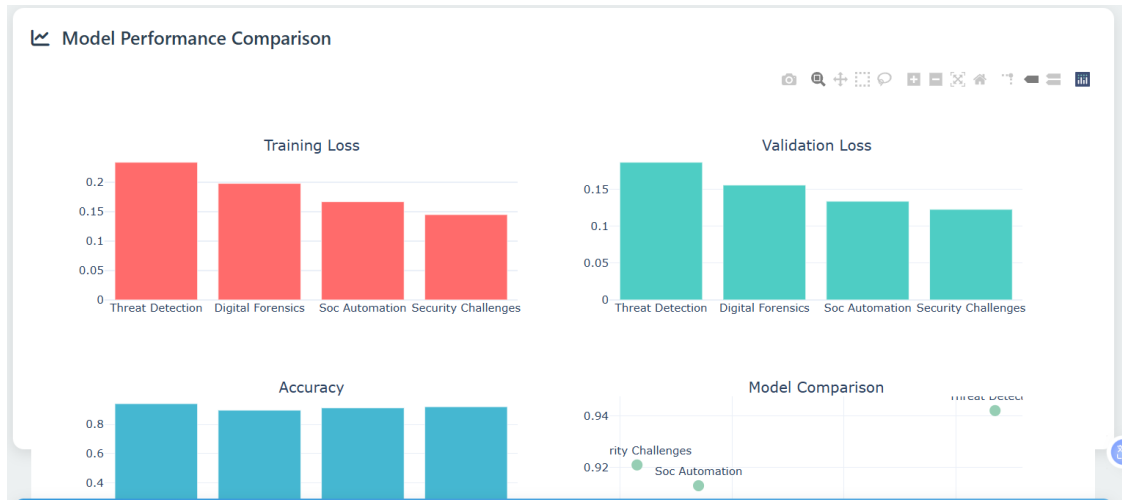 Model Performance Comparison
Training Loss
0.2
0.15
0.1
0.05
0
Threat Detection Digital Forensics Soc Automation Security Challenges
Validation Loss
0.15
0.1
0.05
0
Threat Detection Digital Forensics Soc Automation Security Challenges
Accuracy
0.8
0.6
0.4
Model Comparison
Threat Detecti
0.94
rity Challenges
0.92
Soc Automation